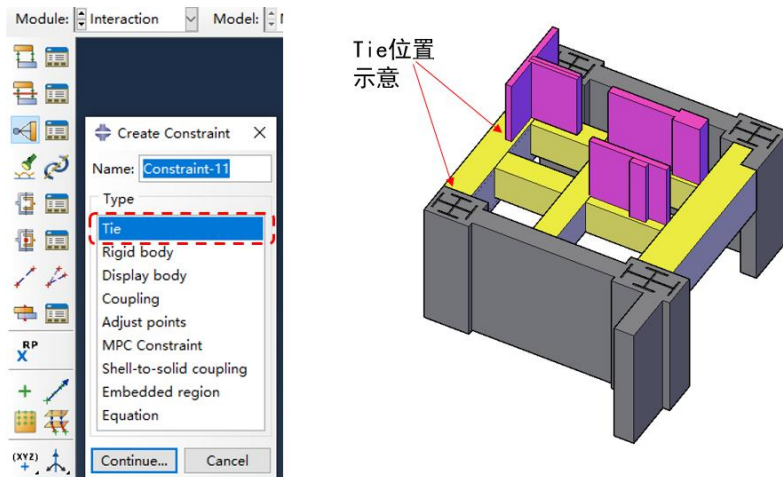 Module: Interaction Model:
Create Constraint
Name: Constraint-11
Type
Tie
Rigid body
Display body
Coupling
Adjust points
MPC Constraint
Shell-to-solid coupling
Embedded region
Equation
Continue... Cancel
RP
(XYZ)
Tie位置
示意